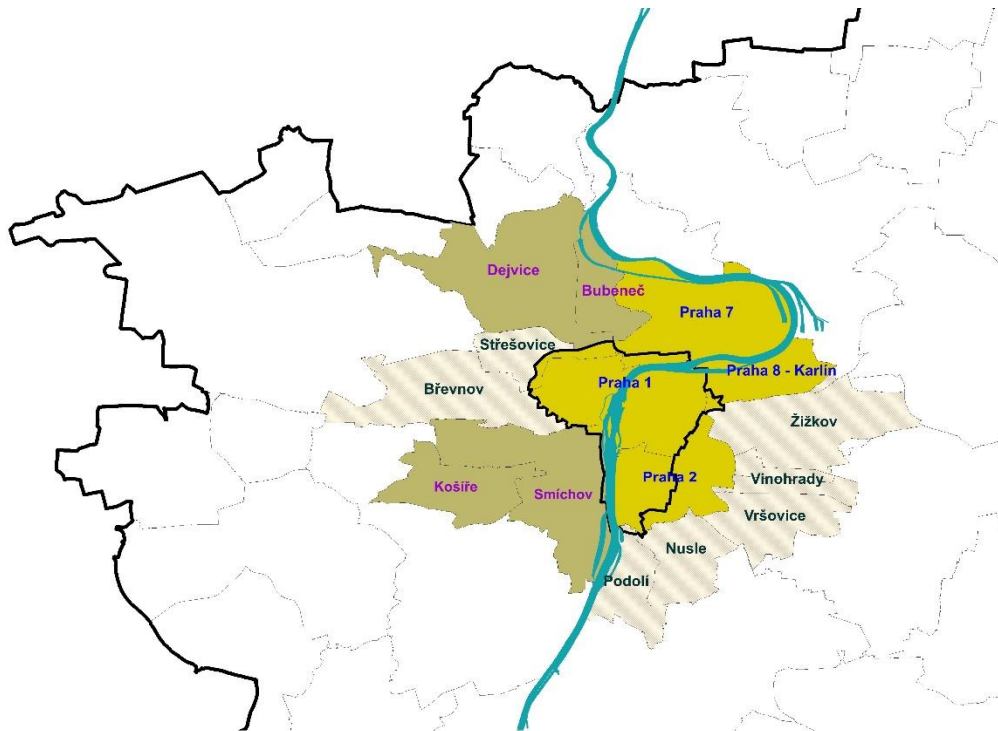 Dejvice
Bubeneč
Praha 7
Střešovice
Praha 8 - Karlín
Praha 1
Břevnov
Žižkov
Praha 2
Vinohrady
Košíře
Smíchov
Vršovice
Nusle
Podolí